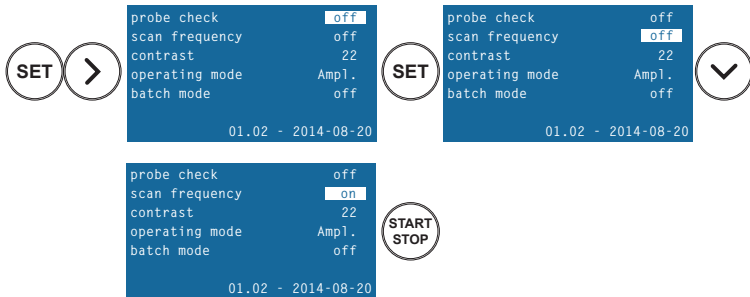 SET
probe check off
scan frequency off
contrast 22
operating mode Ampl.
batch mode off
01.02 - 2014-08-20
SET
probe check off
scan frequency off
contrast 22
operating mode Ampl.
batch mode off
01.02 - 2014-08-20
probe check off
scan frequency on
contrast 22
operating mode Ampl.
batch mode off
01.02 - 2014-08-20
START
STOP